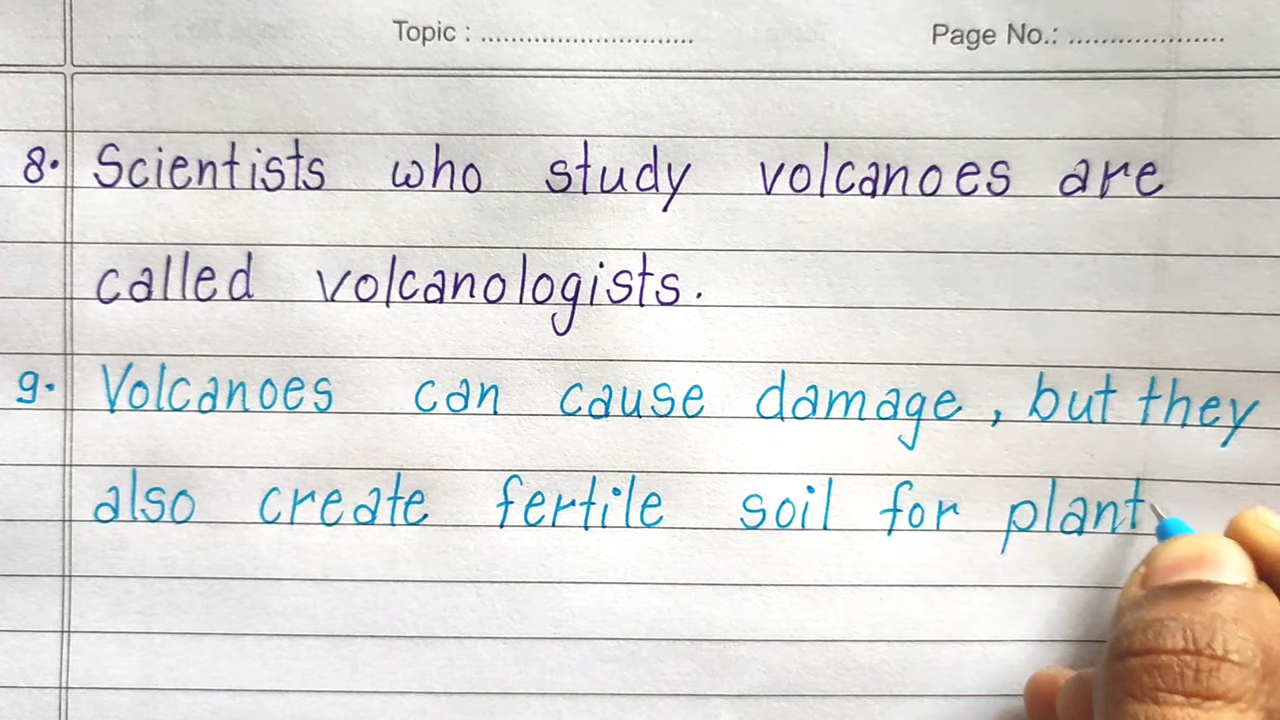 Topic : ............................ Page No.: .....................
8. Scientists who study volcanoes are
called volcanologists.
9. Volcanoes can cause damage, but they
also create fertile soil for plant